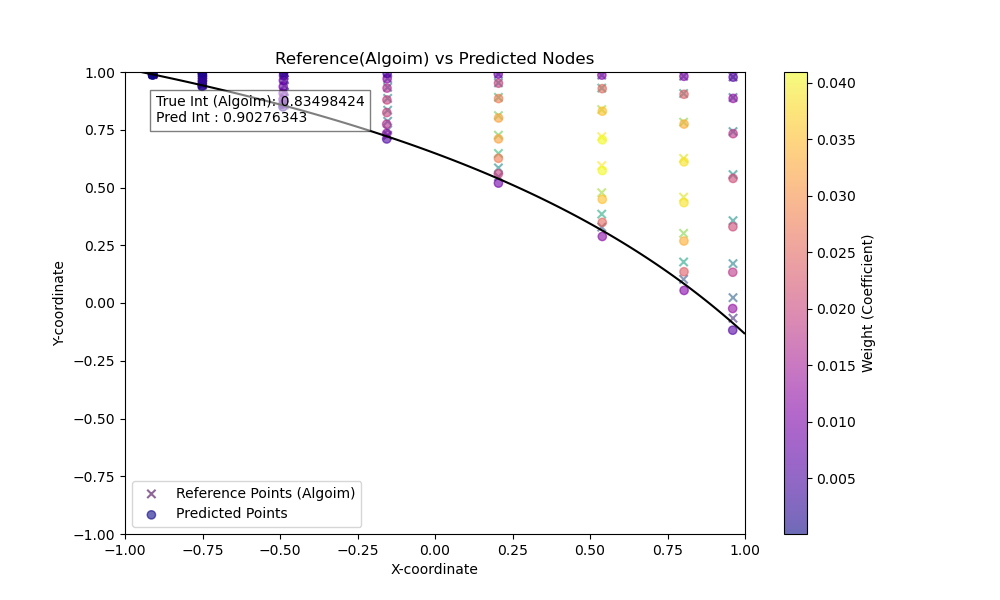 Reference(Algoim) vs Predicted Nodes
True Int (Algoim): 0.83498424
Pred Int : 0.90276343
Y-coordinate
1.00
0.75
0.50
0.25
0.00
−0.25
−0.50
−0.75
−1.00
Reference Points (Algoim)
Predicted Points
−1.00 −0.75 −0.50 −0.25 0.00 0.25 0.50 0.75 1.00
X-coordinate
0.040
0.035
0.030
0.025
0.020
0.015
0.010
0.005
Weight (Coefficient)